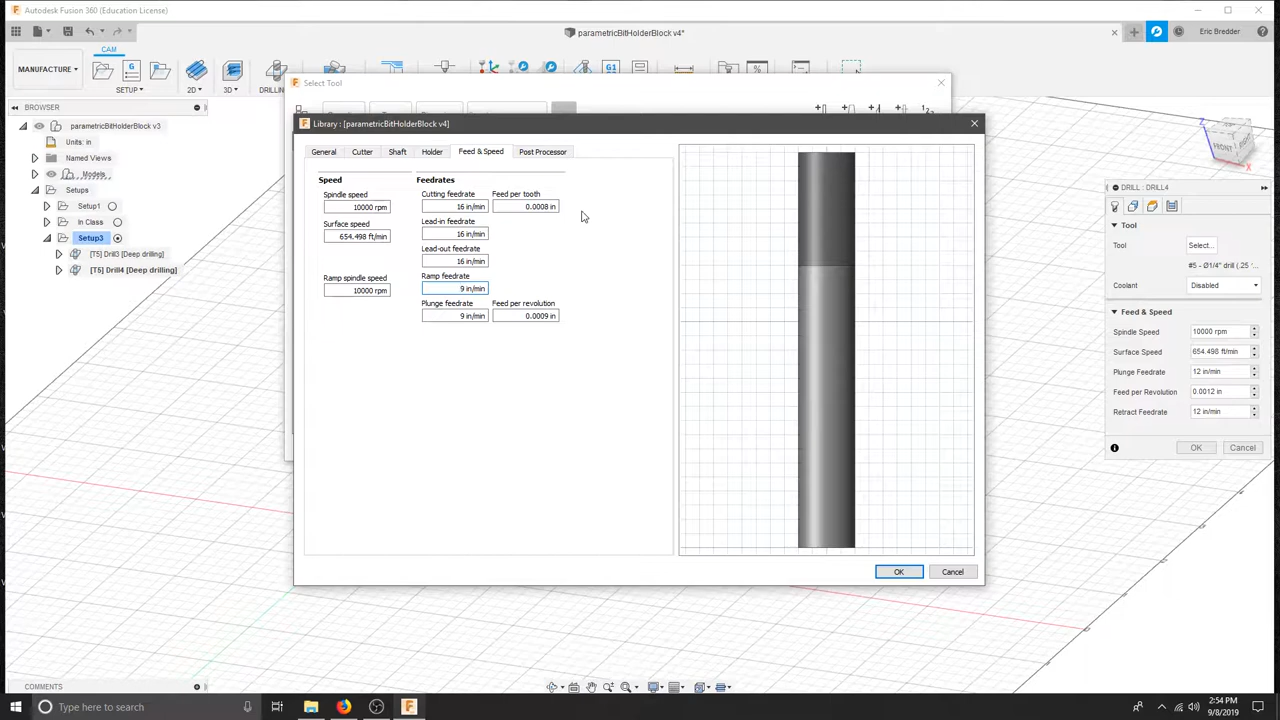 Autodesk Fusion 360 (Education License)
parametricBitHolderBlock v4*
Eric Bredder
CAM
MANUFACTURE
SETUP
2D
3D
Select Tool
BROWSER
parametricBitHolderBlock v3
Units: in
Named Views
Models
Setups
Setup1
In Class
Setup3
[T5] Drill3 [Deep drilling]
[T5] Drill4 [Deep drilling]
Library : [parametricBitHolderBlock v4]
General
Cutter
Shaft
Holder
Feed & Speed
Post Processor
Speed
Feedrates
Spindle speed
Cutting feedrate
Feed per tooth
10000 rpm
16 in/min
0.0008 in
Surface speed
Lead-in feedrate
654.498 ft/min
16 in/min
Lead-out feedrate
16 in/min
Ramp spindle speed
Ramp feedrate
10000 rpm
9 in/min
Plunge feedrate
Feed per revolution
9 in/min
0.0009 in
OK
Cancel
Z
FRONT
X
DRILL : DRILL4
Tool
Tool
Select...
#5 - Ø1/4" drill (.25 '
Coolant
Disabled
Feed & Speed
Spindle Speed
10000 rpm
Surface Speed
654.498 ft/min
Plunge Feedrate
12 in/min
Feed per Revolution
0.0012 in
Retract Feedrate
12 in/min
OK
Cancel
COMMENTS
Type here to search
2:54 PM
9/8/2019